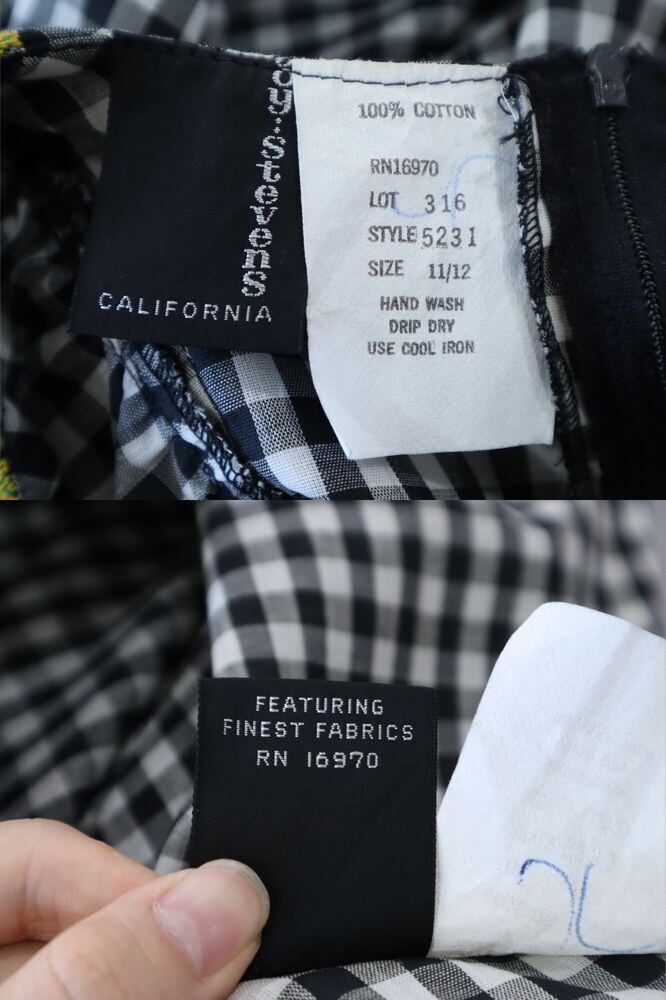 y·stevens
CALIFORNIA
100% COTTON
RN16970
LOT 316
STYLE 5231
SIZE 11/12
HAND WASH
DRIP DRY
USE COOL IRON
FEATURING
FINEST FABRICS
RN 16970